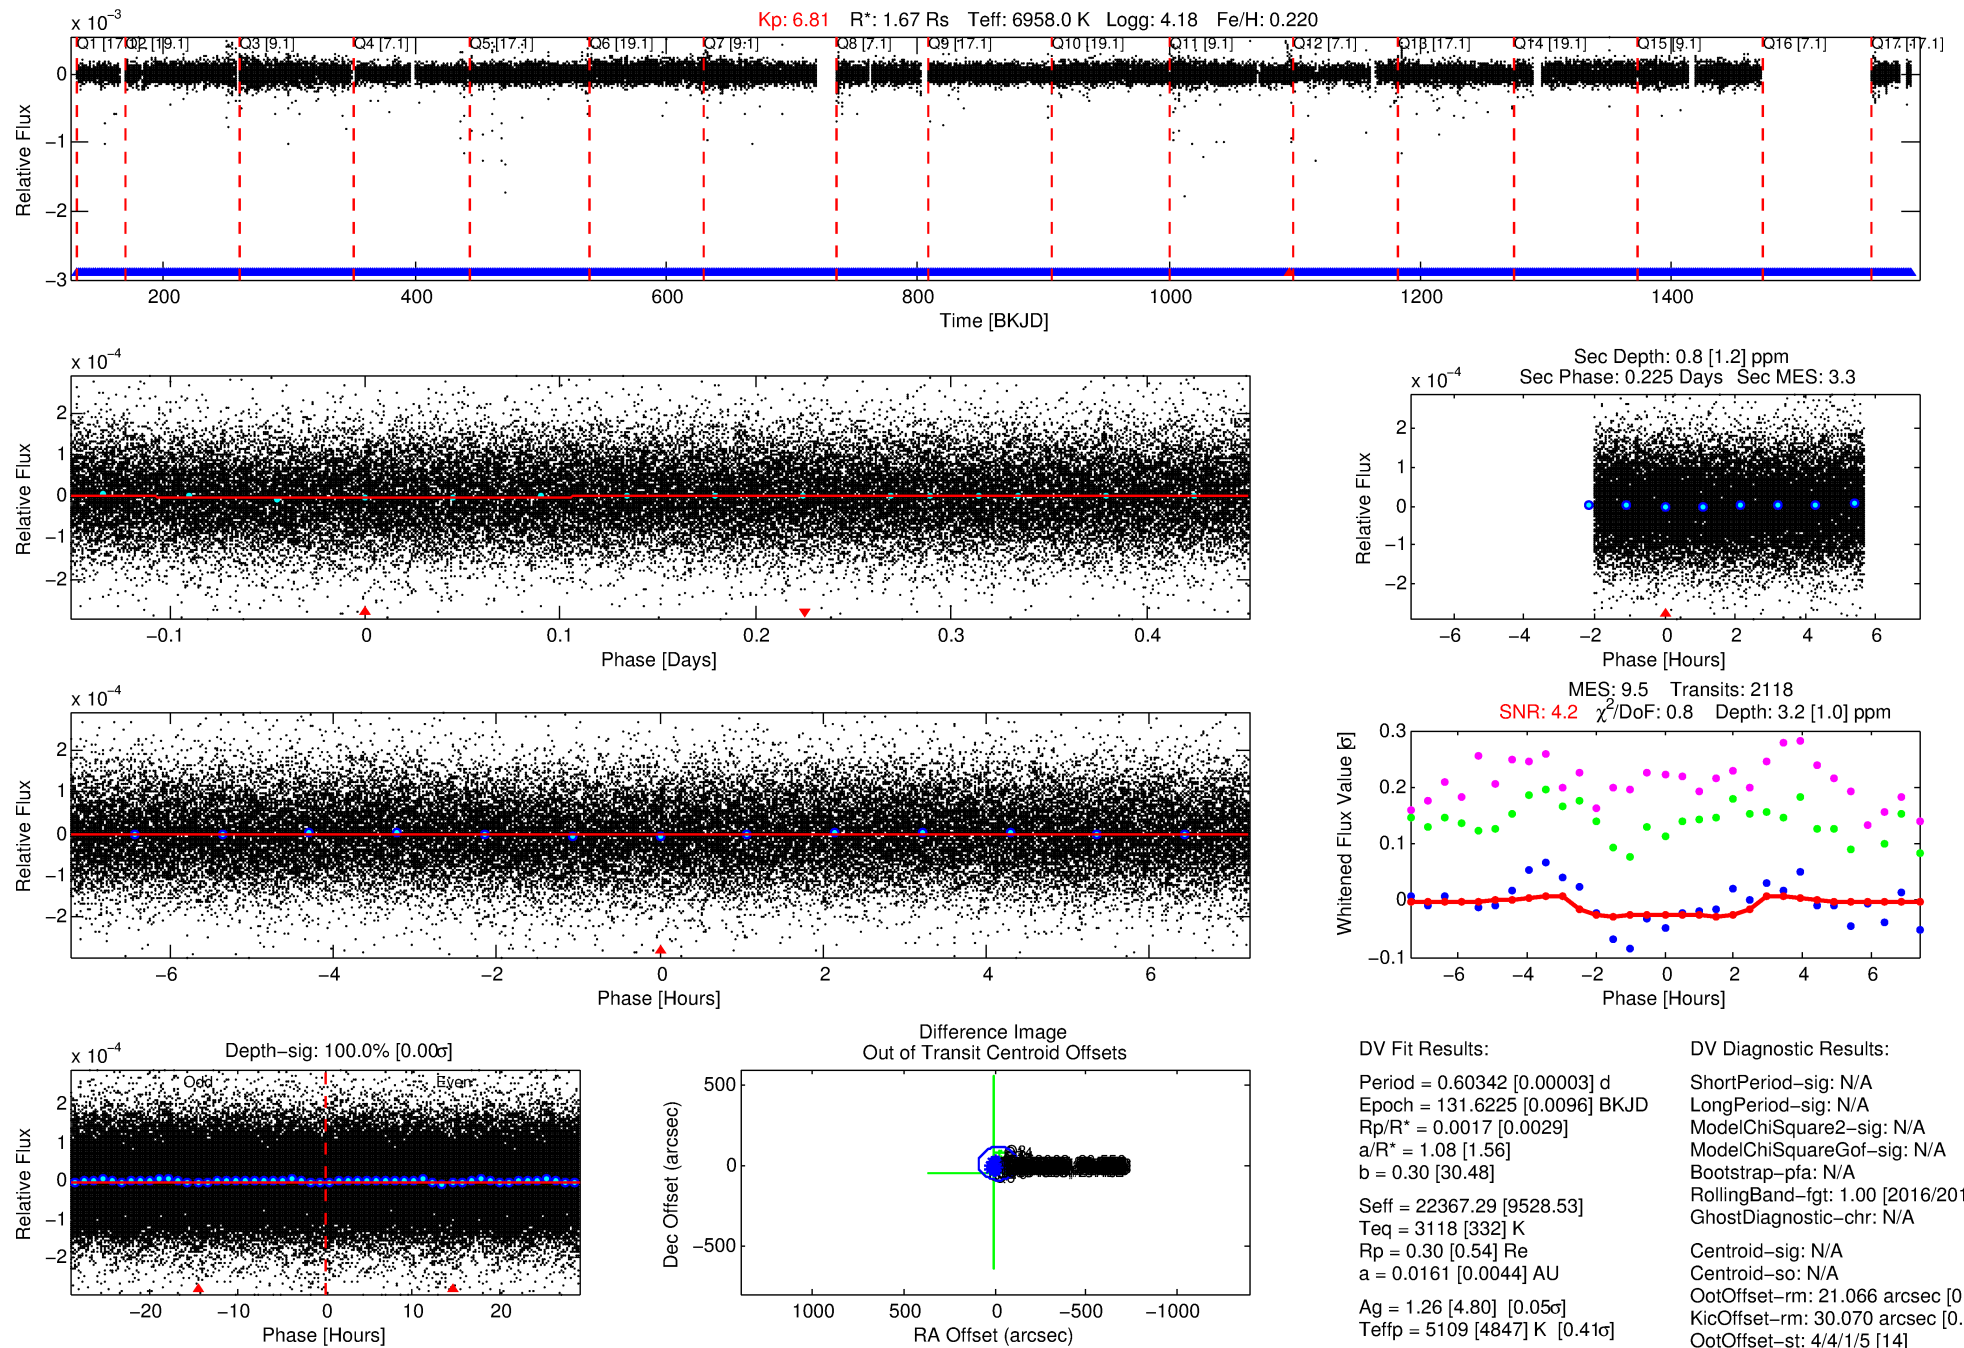 Kp: 6.81 R*: 1.67 Rs Teff: 6958.0 K Logg: 4.18 Fe/H: 0.220
x 10−3
Q3 [9.1] Q4 [7.1] Q5 [17.1] Q6 [19.1] Q7 [9.1] Q8 [7.1] Q9 [17.1] Q10 [19.1] Q11 [9.1] Q12 [7.1] Q13 [17.1] Q14 [19.1] Q15 [9.1] Q16 [7.1] Q17 [17.1]
0
−1
−2
−3
Relative Flux
200 400 600 800 1000 1200 1400
Time [BKJD]
x 10−4
2
1
0
−1
−2
Relative Flux
−0.1 0 0.1 0.2 0.3 0.4
Phase [Days]
Sec Depth: 0.8 [1.2] ppm
Sec Phase: 0.225 Days Sec MES: 3.3
x 10−4
2
1
0
−1
−2
Relative Flux
−6 −4 −2 0 2 4 6
Phase [Hours]
x 10−4
2
1
0
−1
−2
Relative Flux
−6 −4 −2 0 2 4 6
Phase [Hours]
MES: 9.5 Transits: 2118
SNR: 4.2 χ2/DoF: 0.8 Depth: 3.2 [1.0] ppm
0.3
0.2
0.1
0
−0.1
Whitened Flux Value [σ]
−6 −4 −2 0 2 4 6
Phase [Hours]
Depth−sig: 100.0% [0.00σ]
x 10−4
Odd Even
2
1
0
−1
−2
Relative Flux
−20 −10 0 10 20
Phase [Hours]
Difference Image
Out of Transit Centroid Offsets
500
0
−500
Dec Offset (arcsec)
1000 500 0 −500 −1000
RA Offset (arcsec)
DV Fit Results:
Period = 0.60342 [0.00003] d
Epoch = 131.6225 [0.0096] BKJD
Rp/R* = 0.0017 [0.0029]
a/R* = 1.08 [1.56]
b = 0.30 [30.48]
Seff = 22367.29 [9528.53]
Teq = 3118 [332] K
Rp = 0.30 [0.54] Re
a = 0.0161 [0.0044] AU
Ag = 1.26 [4.80] [0.05σ]
Teffp = 5109 [4847] K [0.41σ]
DV Diagnostic Results:
ShortPeriod−sig: N/A
LongPeriod−sig: N/A
ModelChiSquare2−sig: N/A
ModelChiSquareGof−sig: N/A
Bootstrap−pfa: N/A
RollingBand−fgt: 1.00 [2016/201
GhostDiagnostic−chr: N/A
Centroid−sig: N/A
Centroid−so: N/A
OotOffset−rm: 21.066 arcsec [0
KicOffset−rm: 30.070 arcsec [0.
OotOffset−st: 4/4/1/5 [14]